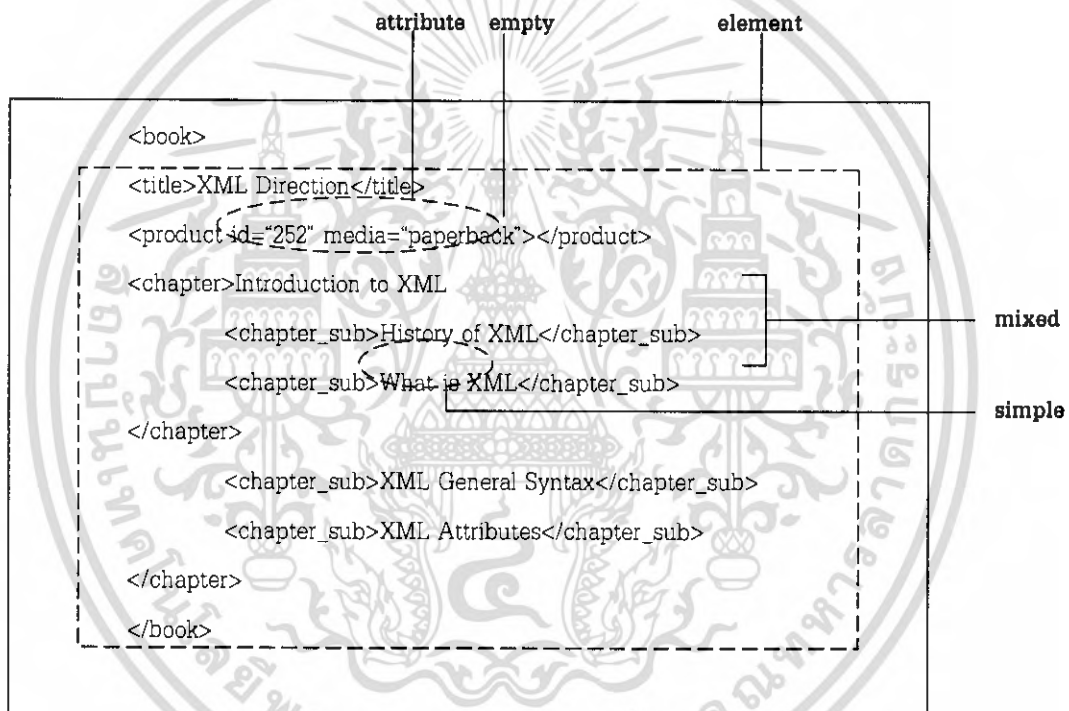 attribute empty element
<book>
<title>XML Direction</title>
<product id="252" media="paperback"></product>
<chapter>Introduction to XML
<chapter_sub>History of XML</chapter_sub>
mixed
<chapter_sub>What is XML</chapter_sub>
simple
</chapter>
<chapter_sub>XML General Syntax</chapter_sub>
<chapter_sub>XML Attributes</chapter_sub>
</chapter>
</book>